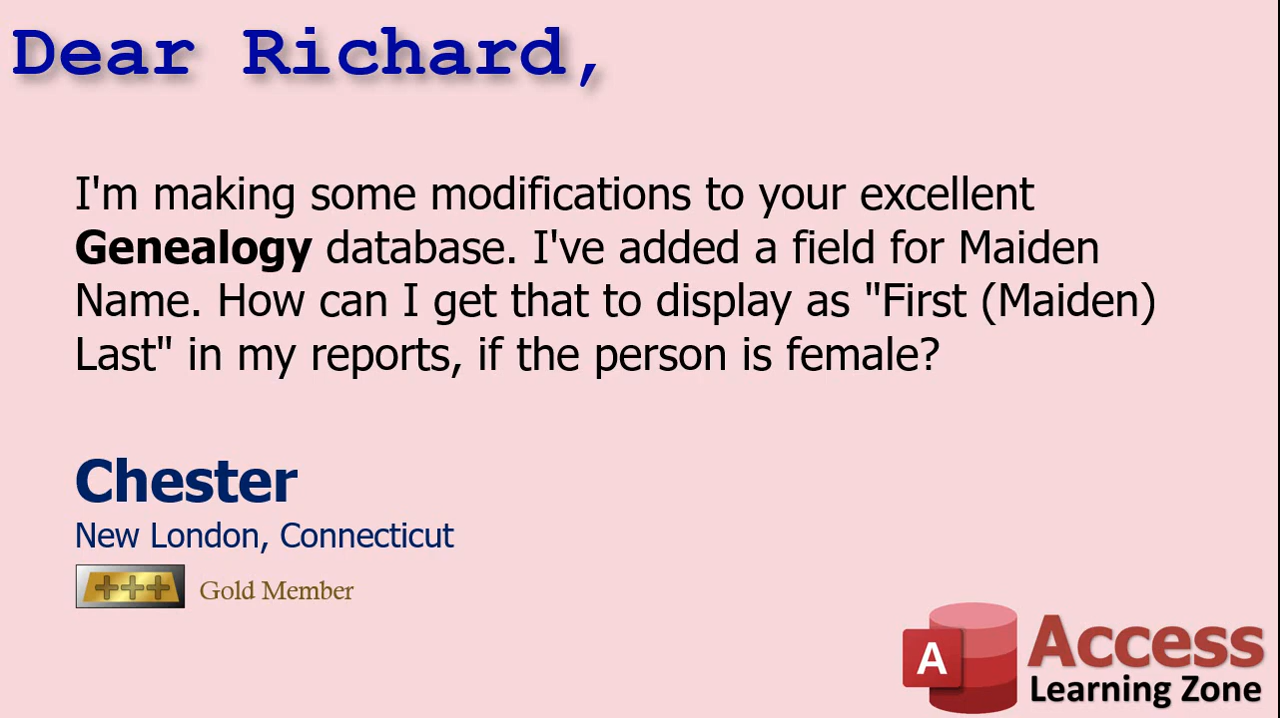 Dear Richard,
I'm making some modifications to your excellent
Genealogy database. I've added a field for Maiden
Name. How can I get that to display as "First (Maiden)
Last" in my reports, if the person is female?
Chester
New London, Connecticut
+++ Gold Member
A Access
Learning Zone